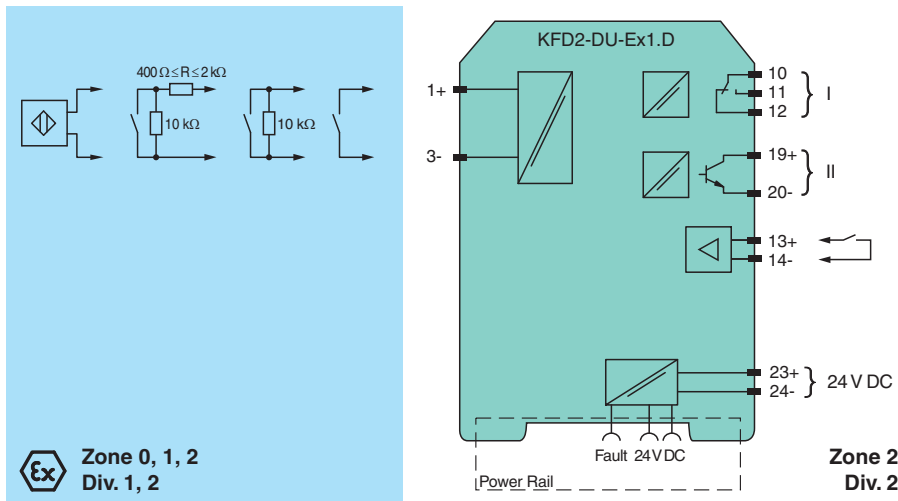 KFD2-DU-Ex1.D
400 Ω ≤ R ≤ 2 kΩ
10 kΩ
10 kΩ
1+
3-
10
11
12
I
19+
20-
II
13+
14-
23+
24-
24 V DC
Fault 24 V DC
Power Rail
Ex
Zone 0, 1, 2
Div. 1, 2
Zone 2
Div. 2